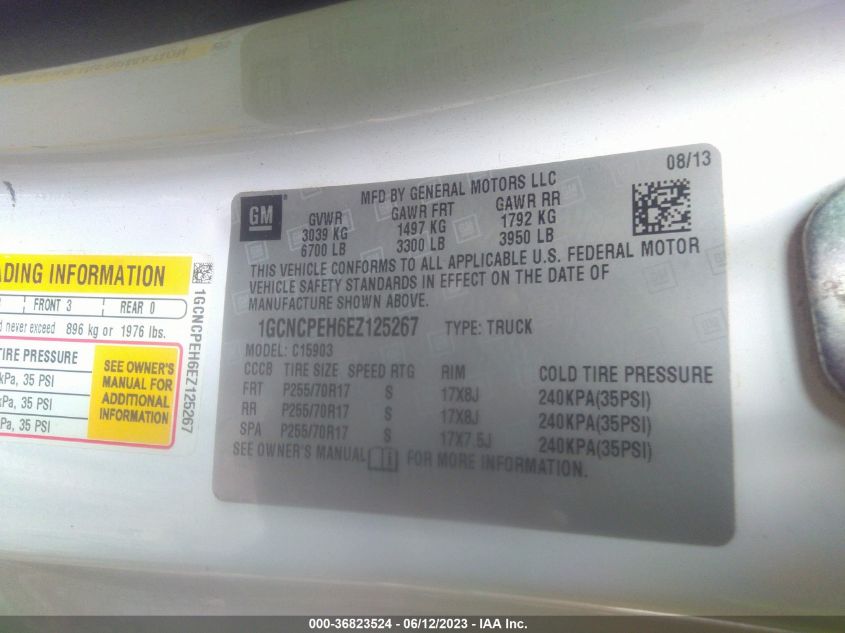 08/13
GM
MFD BY GENERAL MOTORS LLC
GVWR GAWR FRT GAWR RR
3039 KG 1497 KG 1792 KG
6700 LB 3300 LB 3950 LB
THIS VEHICLE CONFORMS TO ALL APPLICABLE U.S. FEDERAL MOTOR
VEHICLE SAFETY STANDARDS IN EFFECT ON THE DATE OF
MANUFACTURE SHOWN ABOVE.
1GCNCPEH6EZ125267 TYPE: TRUCK
MODEL: C15903
CCCB TIRE SIZE SPEED RTG RIM COLD TIRE PRESSURE
FRT P255/70R17 S 17X8J 240KPA(35PSI)
RR P255/70R17 S 17X8J 240KPA(35PSI)
SPA P255/70R17 S 17X7.5J 240KPA(35PSI)
SEE OWNER'S MANUAL FOR MORE INFORMATION.
ADING INFORMATION
FRONT 3 REAR 0
d never exceed 896 kg or 1976 lbs.
TIRE PRESSURE
kPa, 35 PSI
kPa, 35 PSI
Pa, 35 PSI
SEE OWNER'S
MANUAL FOR
ADDITIONAL
INFORMATION
1GCNCPEH6EZ125267
000-36823524 - 06/12/2023 - IAA Inc.